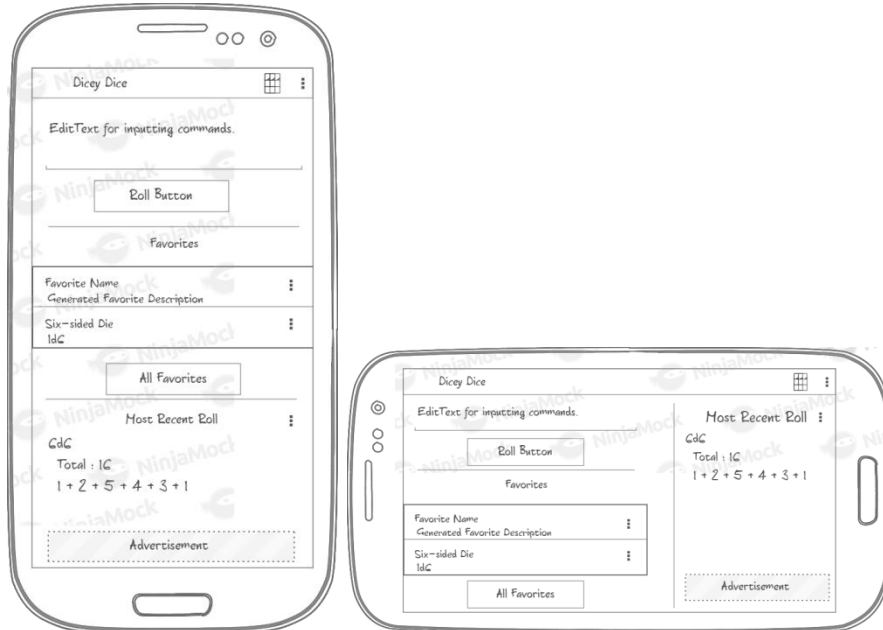 Dicey Dice
EditText for inputting commands.
Roll Button
Favorites
Favorite Name
Generated Favorite Description
Six-sided Die
1d6
All Favorites
Most Recent Roll
6d6
Total : 16
1 + 2 + 5 + 4 + 3 + 1
Advertisement
Dicey Dice
EditText for inputting commands.
Roll Button
Favorites
Favorite Name
Generated Favorite Description
Six-sided Die
1d6
All Favorites
Most Recent Roll
6d6
Total : 16
1 + 2 + 5 + 4 + 3 + 1
Advertisement
NinjaMock